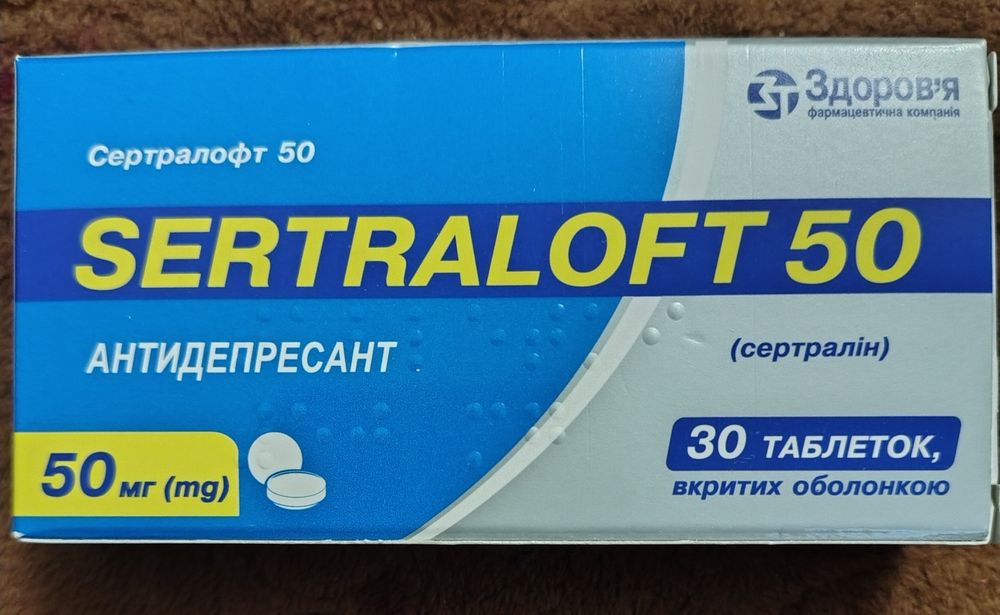 Здоров'я
фармацевтична компанія
Сертралофт 50
SERTRALOFT 50
АНТИДЕПРЕСАНТ
(сертралін)
50 мг (mg)
30 ТАБЛЕТОК,
вкритих оболонкою